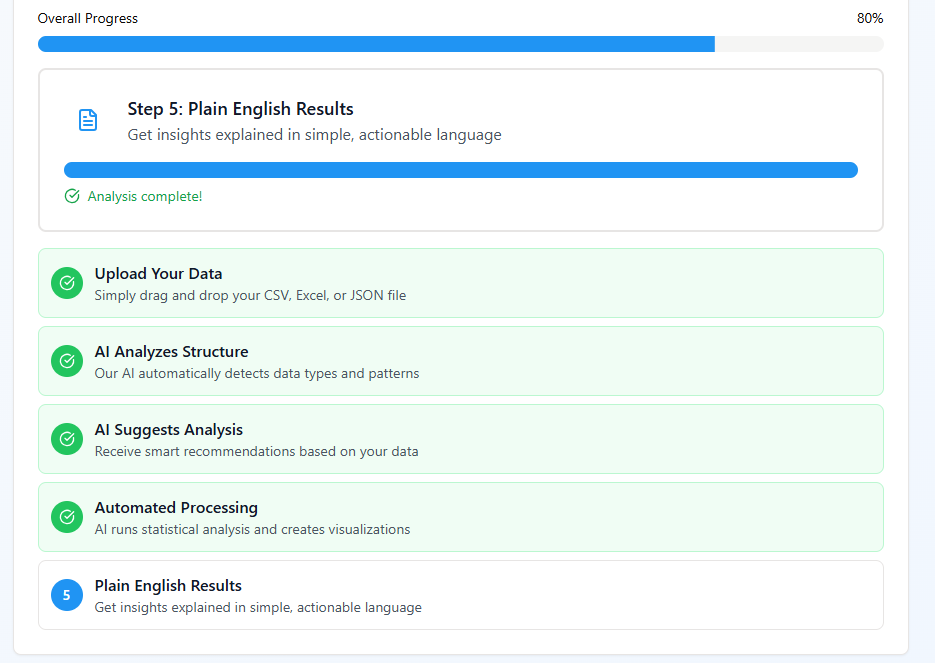 Overall Progress
80%
Step 5: Plain English Results
Get insights explained in simple, actionable language
Analysis complete!
Upload Your Data
Simply drag and drop your CSV, Excel, or JSON file
AI Analyzes Structure
Our AI automatically detects data types and patterns
AI Suggests Analysis
Receive smart recommendations based on your data
Automated Processing
AI runs statistical analysis and creates visualizations
5
Plain English Results
Get insights explained in simple, actionable language